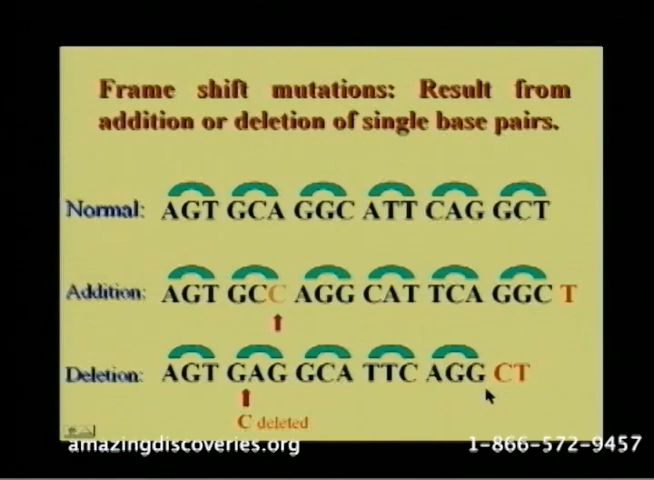 Frame shift mutations: Result from
addition or deletion of single base pairs.
Normal: AGT GCA GGC ATT CAG GCT
Addition: AGT GCC AGG CAT TCA GGC T
Deletion: AGT GAG GCA TTC AGG CT
C deleted
amazingdiscoveries.org 1-866-572-9457